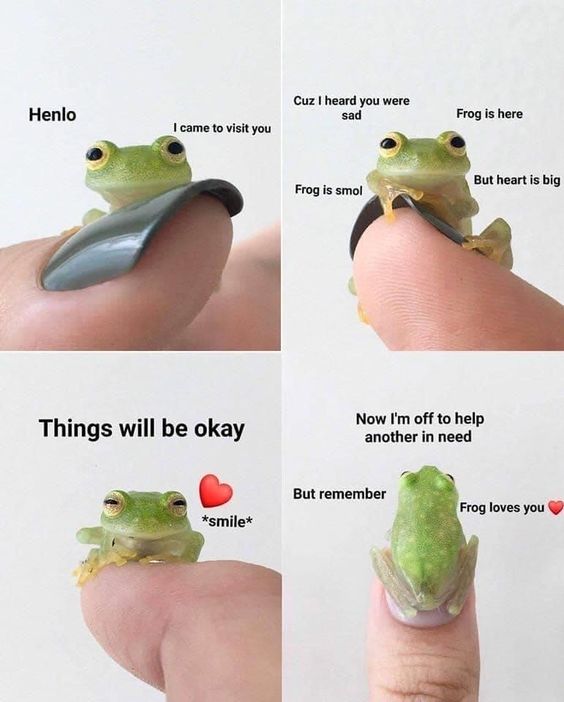 Henlo
I came to visit you
Cuz I heard you were
sad
Frog is here
Frog is smol
But heart is big
Things will be okay
*smile*
Now I'm off to help
another in need
But remember
Frog loves you ❤️